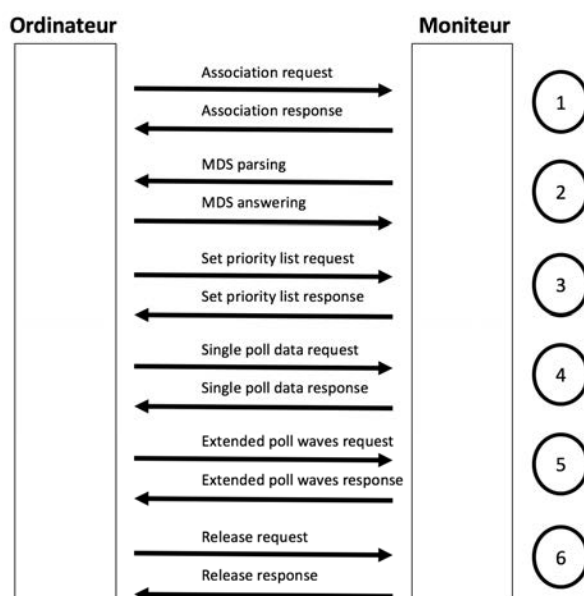 Ordinateur Moniteur
Association request
1
Association response
MDS parsing
2
MDS answering
Set priority list request
3
Set priority list response
Single poll data request
4
Single poll data response
Extended poll waves request
5
Extended poll waves response
Release request
6
Release response